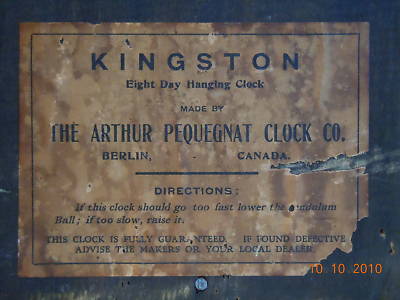 KINGSTON
Eight Day Hanging Clock
MADE BY
THE ARTHUR PEQUEGNAT CLOCK CO.
BERLIN, - CANADA.
DIRECTIONS:
If this clock should go too fast lower the pendulum
Ball; if too slow, raise it.
THIS CLOCK IS FULLY GUARANTEED. IF FOUND DEFECTIVE
ADVISE THE MAKERS OR YOUR LOCAL DEALER
10.10.2010